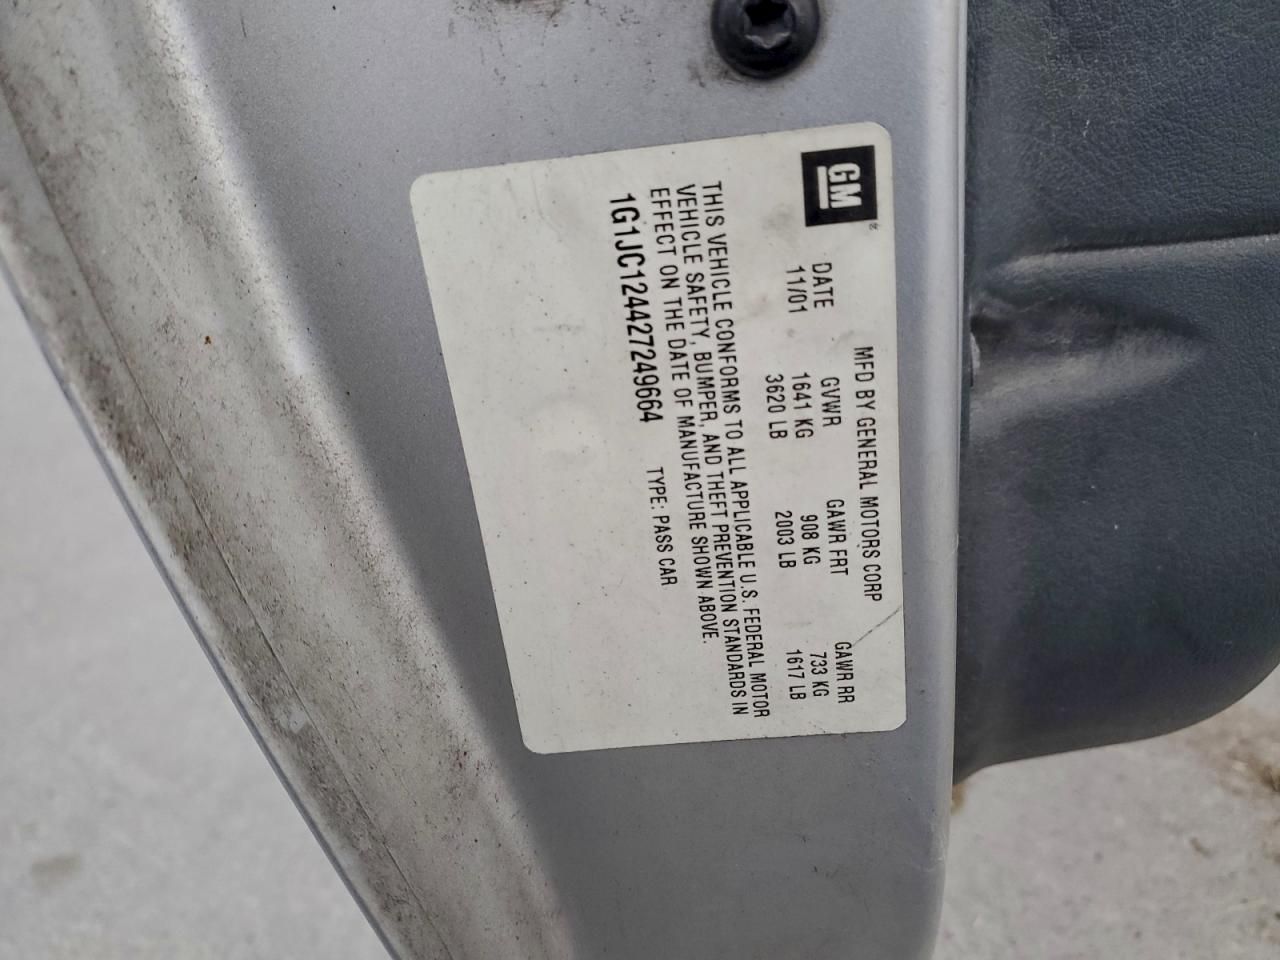 GM
MFD BY GENERAL MOTORS CORP
DATE GVWR GAWR FRT GAWR RR
11/01 1641 KG 908 KG 733 KG
3620 LB 2003 LB 1617 LB
THIS VEHICLE CONFORMS TO ALL APPLICABLE U.S. FEDERAL MOTOR
VEHICLE SAFETY, BUMPER, AND THEFT PREVENTION STANDARDS IN
EFFECT ON THE DATE OF MANUFACTURE SHOWN ABOVE.
1G1JC124427249664 TYPE: PASS CAR